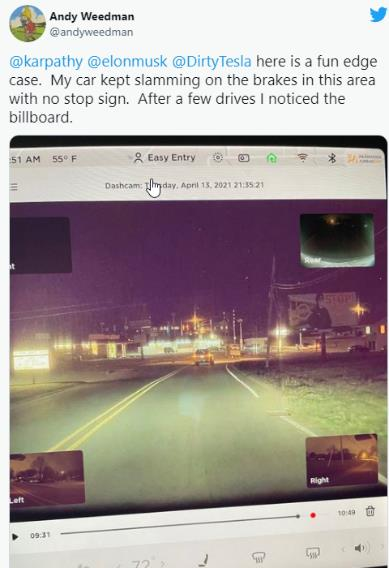 Andy Weedman
@andyweedman
@karpathy @elonmusk @DirtyTesla here is a fun edge
case. My car kept slamming on the brakes in this area
with no stop sign. After a few drives I noticed the
billboard.
:51 AM 55° F Easy Entry
Dashcam: day, April 13, 2021 21:35:21
Rear
Left
Right
09:31
10:49
72°